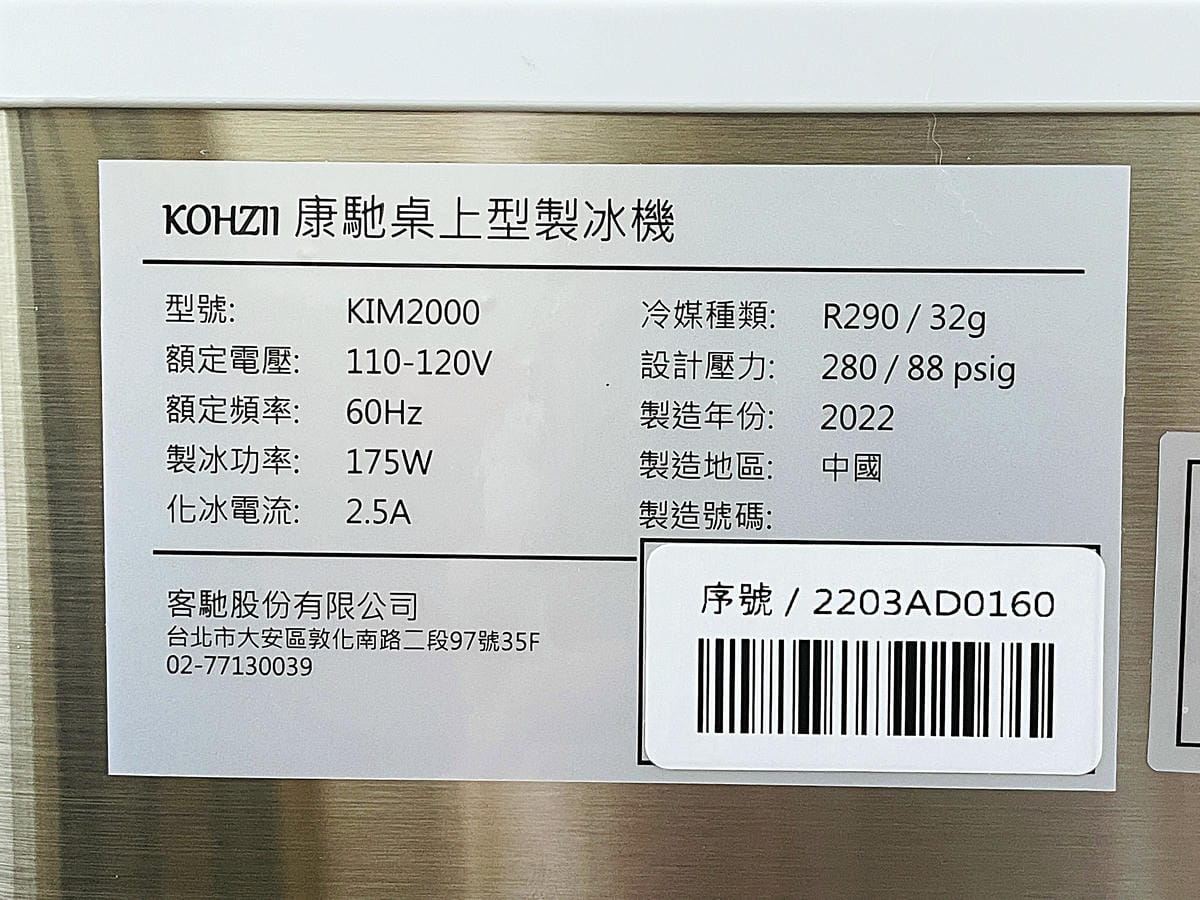 KOHZII 康馳桌上型製冰機
型號: KIM2000
額定電壓: 110-120V
額定頻率: 60Hz
製冰功率: 175W
化冰電流: 2.5A
冷媒種類: R290 / 32g
設計壓力: 280 / 88 psig
製造年份: 2022
製造地區: 中國
製造號碼:
序號 / 2203AD0160
客馳股份有限公司
台北市大安區敦化南路二段97號35F
02-77130039